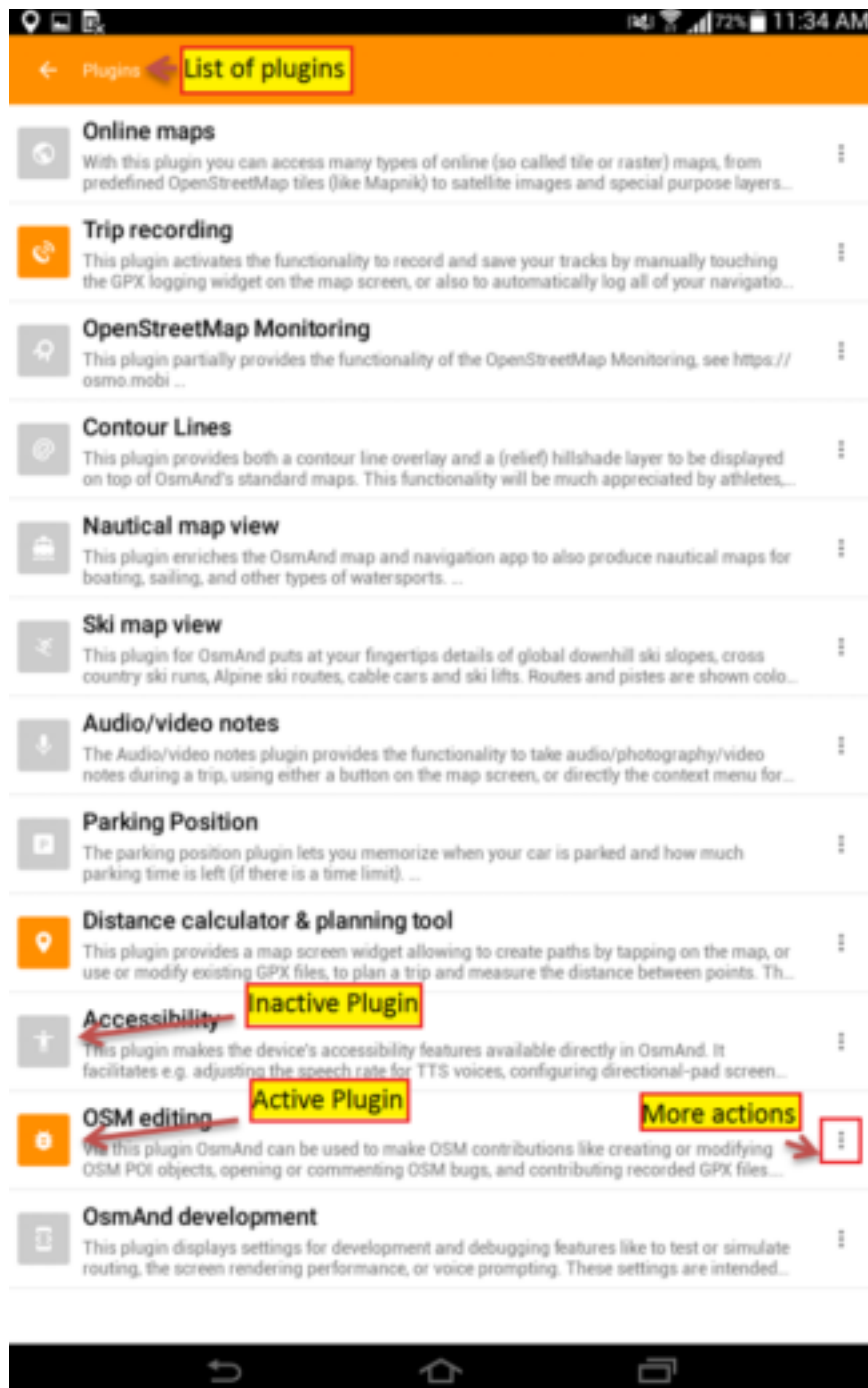 72% 11:34 AM
Plugins List of plugins
Online maps
With this plugin you can access many types of online (so called tile or raster) maps, from
predefined OpenStreetMap tiles (like Mapnik) to satellite images and special purpose layers...
Trip recording
This plugin activates the functionality to record and save your tracks by manually touching
the GPX logging widget on the map screen, or also to automatically log all of your navigatio...
OpenStreetMap Monitoring
This plugin partially provides the functionality of the OpenStreetMap Monitoring, see https://
osmo.mobi ...
Contour Lines
This plugin provides both a contour line overlay and a (relief) hillshade layer to be displayed
on top of OsmAnd's standard maps. This functionality will be much appreciated by athletes,...
Nautical map view
This plugin enriches the OsmAnd map and navigation app to also produce nautical maps for
boating, sailing, and other types of watersports. ...
Ski map view
This plugin for OsmAnd puts at your fingertips details of global downhill ski slopes, cross
country ski runs, Alpine ski routes, cable cars and ski lifts. Routes and pistes are shown colo...
Audio/video notes
The Audio/video notes plugin provides the functionality to take audio/photography/video
notes during a trip, using either a button on the map screen, or directly the context menu for...
Parking Position
The parking position plugin lets you memorize when your car is parked and how much
parking time is left (if there is a time limit). ...
Distance calculator & planning tool
This plugin provides a map screen widget allowing to create paths by tapping on the map, or
use or modify existing GPX files, to plan a trip and measure the distance between points. Th...
Accessibility Inactive Plugin
This plugin makes the device's accessibility features available directly in OsmAnd. It
facilitates e.g. adjusting the speech rate for TTS voices, configuring directional-pad screen...
OSM editing Active Plugin More actions
Via this plugin OsmAnd can be used to make OSM contributions like creating or modifying
OSM POI objects, opening or commenting OSM bugs, and contributing recorded GPX files....
OsmAnd development
This plugin displays settings for development and debugging features like to test or simulate
routing, the screen rendering performance, or voice prompting. These settings are intended...